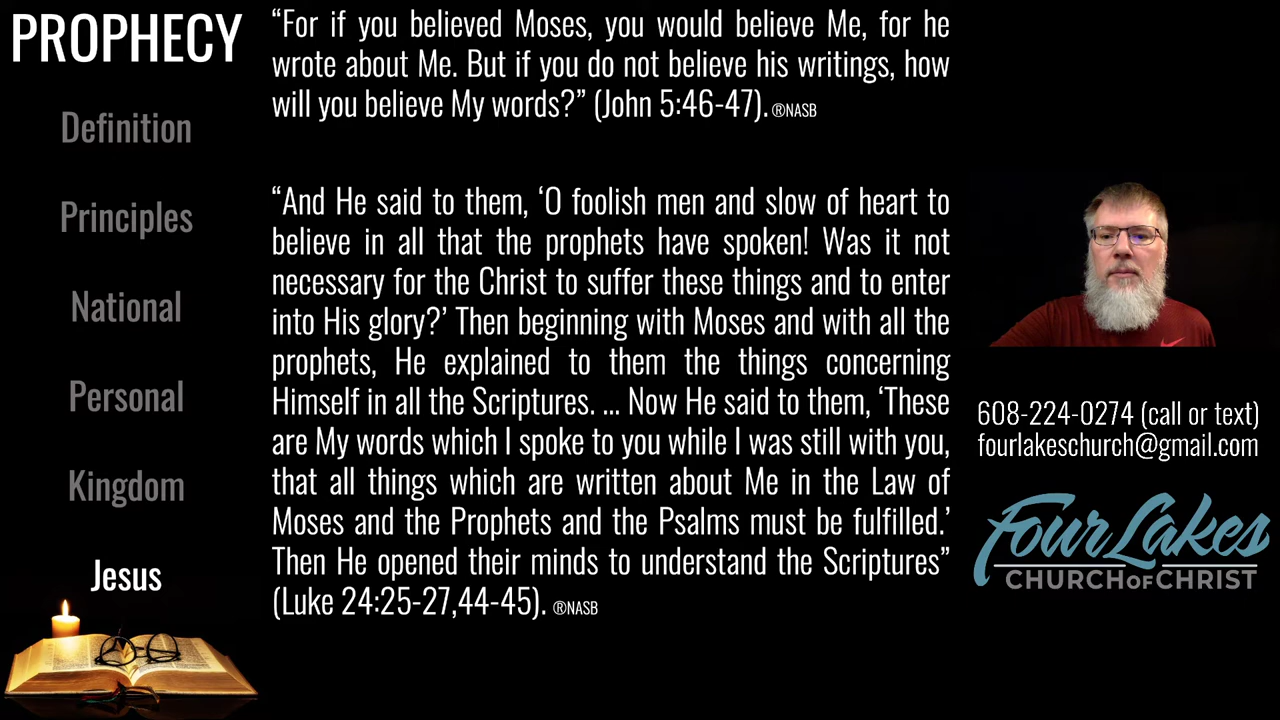 PROPHECY
Definition
Principles
National
Personal
Kingdom
Jesus
“For if you believed Moses, you would believe Me, for he
wrote about Me. But if you do not believe his writings, how
will you believe My words?” (John 5:46-47). ®NASB
“And He said to them, ‘O foolish men and slow of heart to
believe in all that the prophets have spoken! Was it not
necessary for the Christ to suffer these things and to enter
into His glory?’ Then beginning with Moses and with all the
prophets, He explained to them the things concerning
Himself in all the Scriptures. ... Now He said to them, ‘These
are My words which I spoke to you while I was still with you,
that all things which are written about Me in the Law of
Moses and the Prophets and the Psalms must be fulfilled.’
Then He opened their minds to understand the Scriptures”
(Luke 24:25-27,44-45). ®NASB
608-224-0274 (call or text)
fourlakeschurch@gmail.com
Four Lakes
CHURCH OF CHRIST